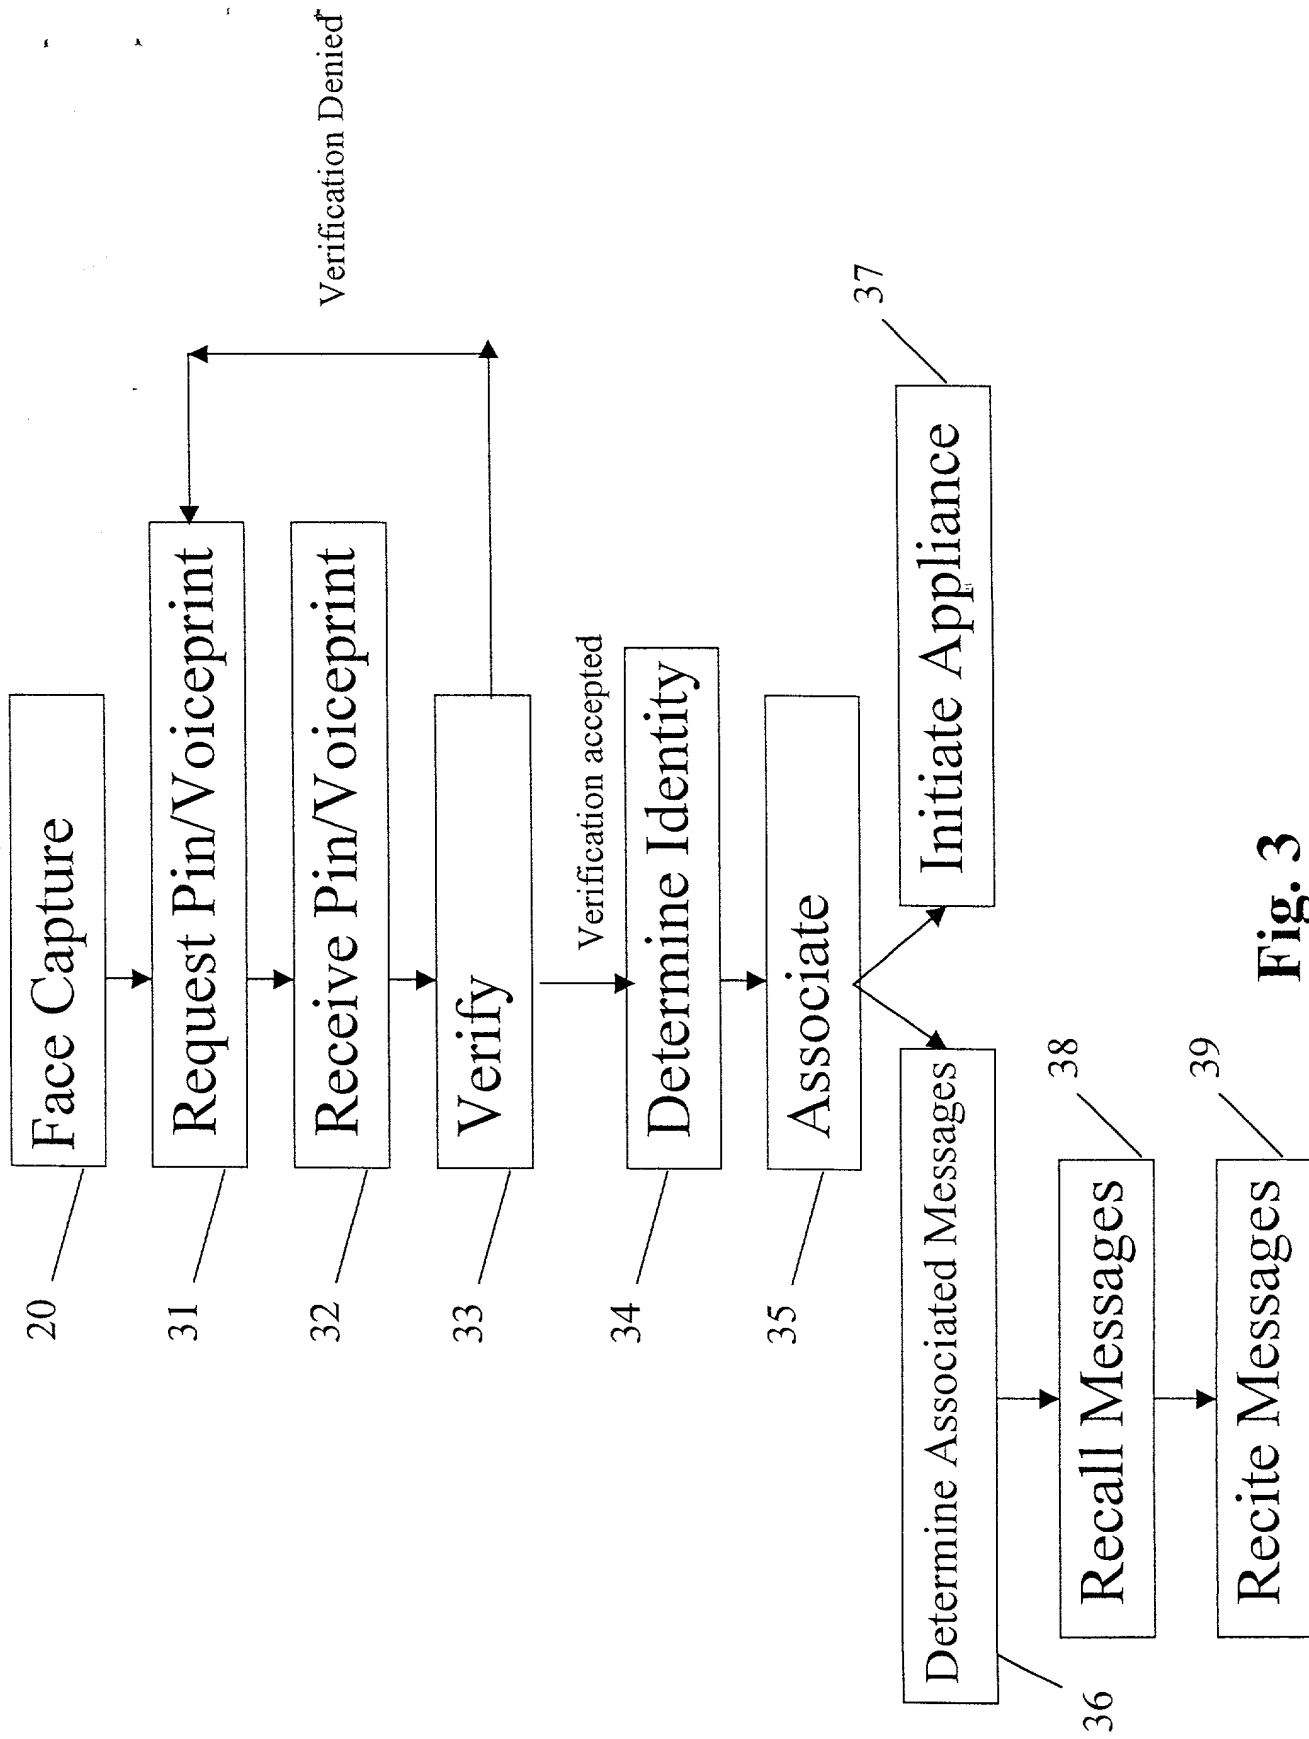 20
Face Capture
31
Request Pin/Voiceprint
32
Receive Pin/Voiceprint
Verification Denied
33
Verify
Verification accepted
34
Determine Identity
35
Associate
36
Determine Associated Messages
Initiate Appliance
37
Recall Messages
38
Recite Messages
39
Fig. 3